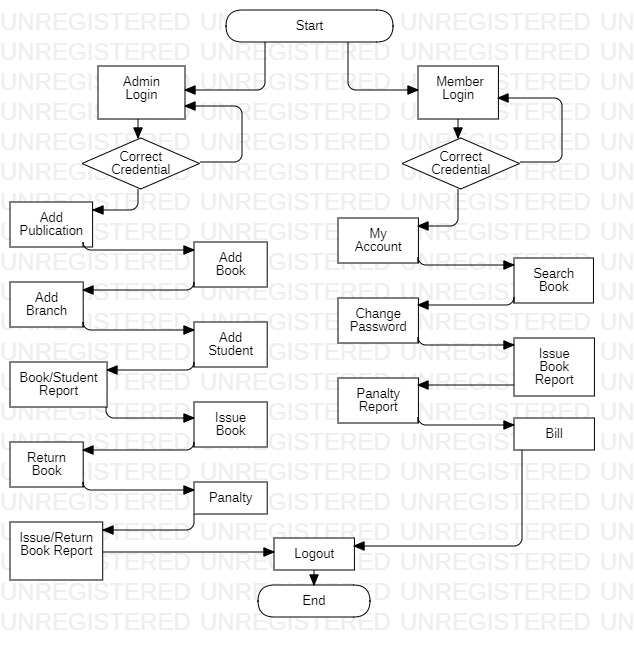 Start
Admin
Login
Member
Login
Correct
Credential
Correct
Credential
Add
Publication
My
Account
Add
Book
Search
Book
Add
Branch
Change
Password
Add
Student
Issue
Book
Report
Book/Student
Report
Panalty
Report
Issue
Book
Bill
Return
Book
Panalty
Issue/Return
Book Report
Logout
End
UNREGISTERED UNREGISTERED UNREGISTERED UN